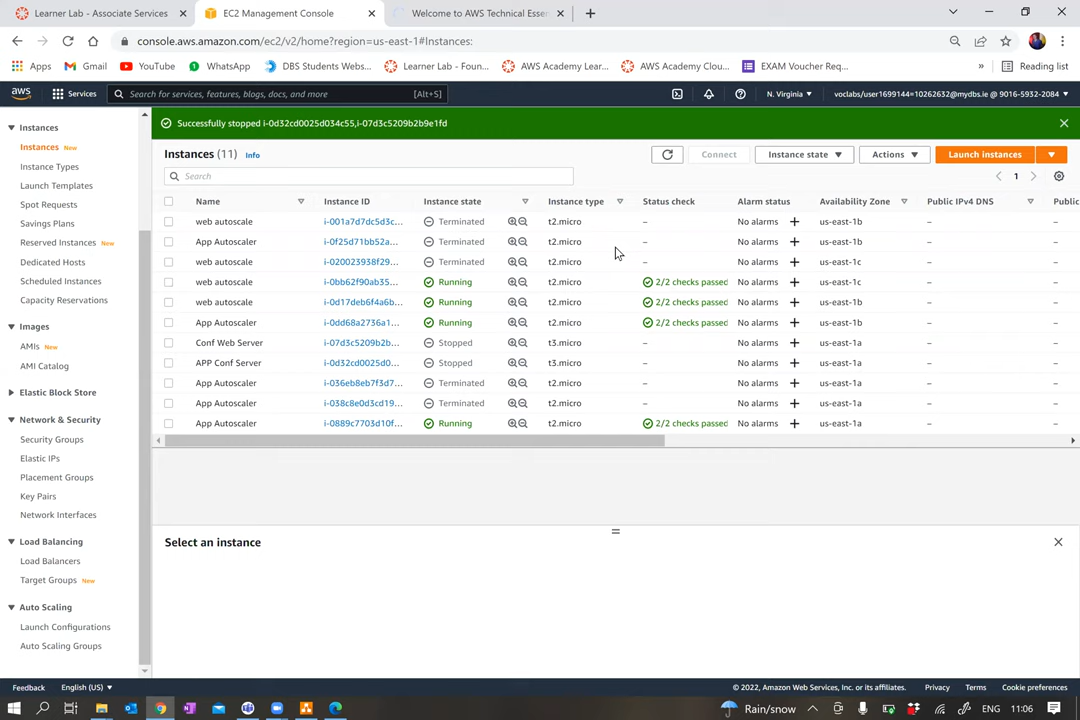 Learner Lab - Associate Services
EC2 Management Console
Welcome to AWS Technical Essen
console.aws.amazon.com/ec2/v2/home?region=us-east-1#Instances:
Apps
Gmail
YouTube
WhatsApp
DBS Students Webs...
Learner Lab - Foun...
AWS Academy Lear...
AWS Academy Clou...
EXAM Voucher Req...
»
Reading list
aws
Services
Search for services, features, blogs, docs, and more
[Alt+S]
N. Virginia
voclabs/user1699144=10262632@mydbs.ie @ 9016-5932-2084
Instances
Instances New
Instance Types
Launch Templates
Spot Requests
Savings Plans
Reserved Instances New
Dedicated Hosts
Scheduled Instances
Capacity Reservations
Images
AMIs New
AMI Catalog
Elastic Block Store
Network & Security
Security Groups
Elastic IPs
Placement Groups
Key Pairs
Network Interfaces
Load Balancing
Load Balancers
Target Groups New
Auto Scaling
Launch Configurations
Auto Scaling Groups
Successfully stopped i-0d32cd0025d034c55,i-07d3c5209b2b9e1fd
Instances (11) Info
Connect
Instance state
Actions
Launch instances
Search
1
Name Instance ID Instance state Instance type Status check Alarm status Availability Zone Public IPv4 DNS Public
web autoscale i-001a7d7dc5d3c... Terminated t2.micro – No alarms + us-east-1b – –
App Autoscaler i-0f25d71bb52a... Terminated t2.micro – No alarms + us-east-1b – –
web autoscale i-020023938f29... Terminated t2.micro – No alarms + us-east-1c – –
web autoscale i-0bb62f90ab35... Running t2.micro 2/2 checks passed No alarms + us-east-1c – –
web autoscale i-0d17deb6f4a6b... Running t2.micro 2/2 checks passed No alarms + us-east-1b – –
App Autoscaler i-0dd68a2736a1... Running t2.micro 2/2 checks passed No alarms + us-east-1b – –
Conf Web Server i-07d3c5209b2b... Stopped t3.micro – No alarms + us-east-1a – –
APP Conf Server i-0d32cd0025d0... Stopped t3.micro – No alarms + us-east-1a – –
App Autoscaler i-036eb8eb7f3d7... Terminated t2.micro – No alarms + us-east-1a – –
App Autoscaler i-038c8e0d3cd19... Terminated t2.micro – No alarms + us-east-1a – –
App Autoscaler i-0889c7703d10f... Running t2.micro 2/2 checks passed No alarms + us-east-1a – –
Select an instance
Feedback
English (US)
© 2022, Amazon Web Services, Inc. or its affiliates.
Privacy
Terms
Cookie preferences
Rain/snow
ENG
11:06